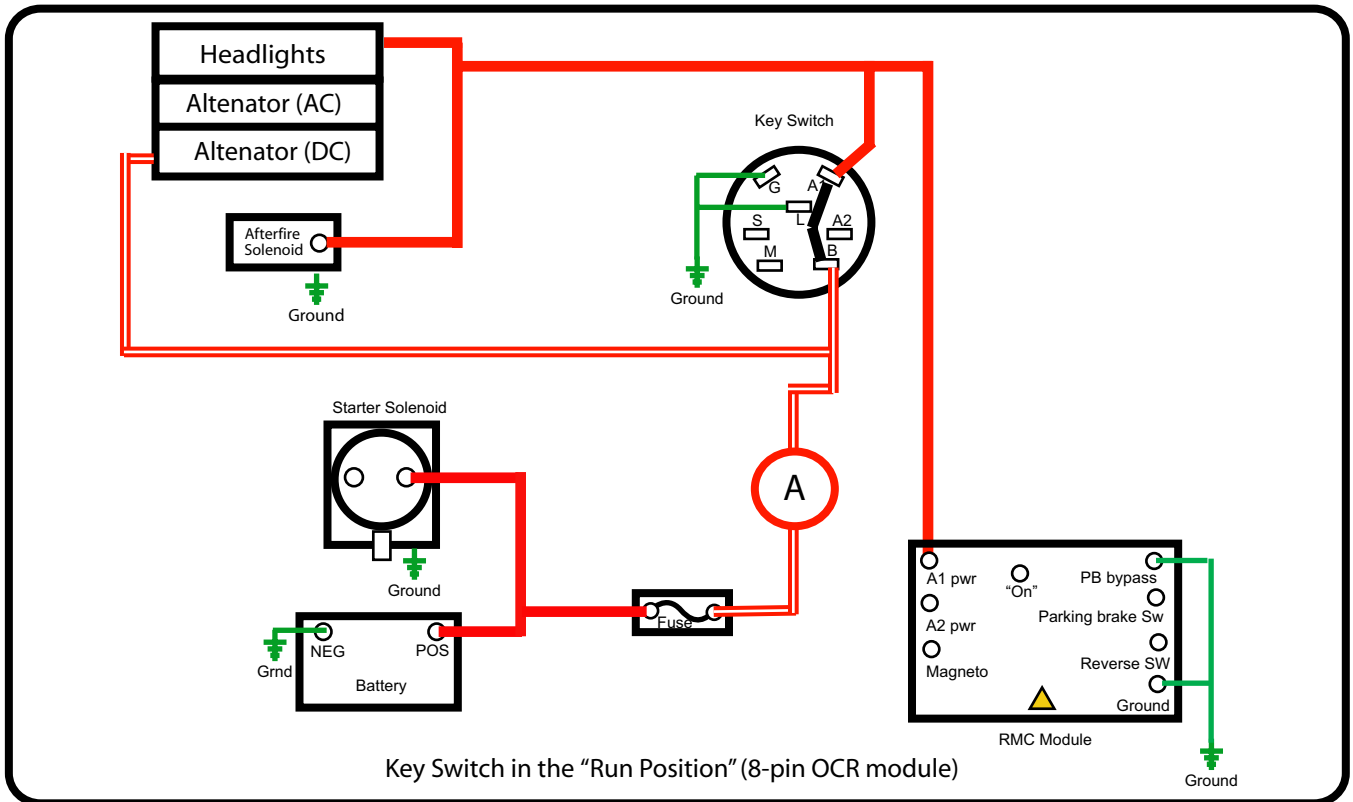 Headlights
Altenator (AC)
Altenator (DC)
Key Switch
G
A1
L
S
A2
M
B
Ground
Afterfire
Solenoid
Ground
Starter Solenoid
Ground
A
Fuse
Grnd
NEG
POS
Battery
A1 pwr
"On"
PB bypass
A2 pwr
Parking brake Sw
Magneto
Reverse SW
Ground
RMC Module
Ground
Key Switch in the “Run Position” (8-pin OCR module)